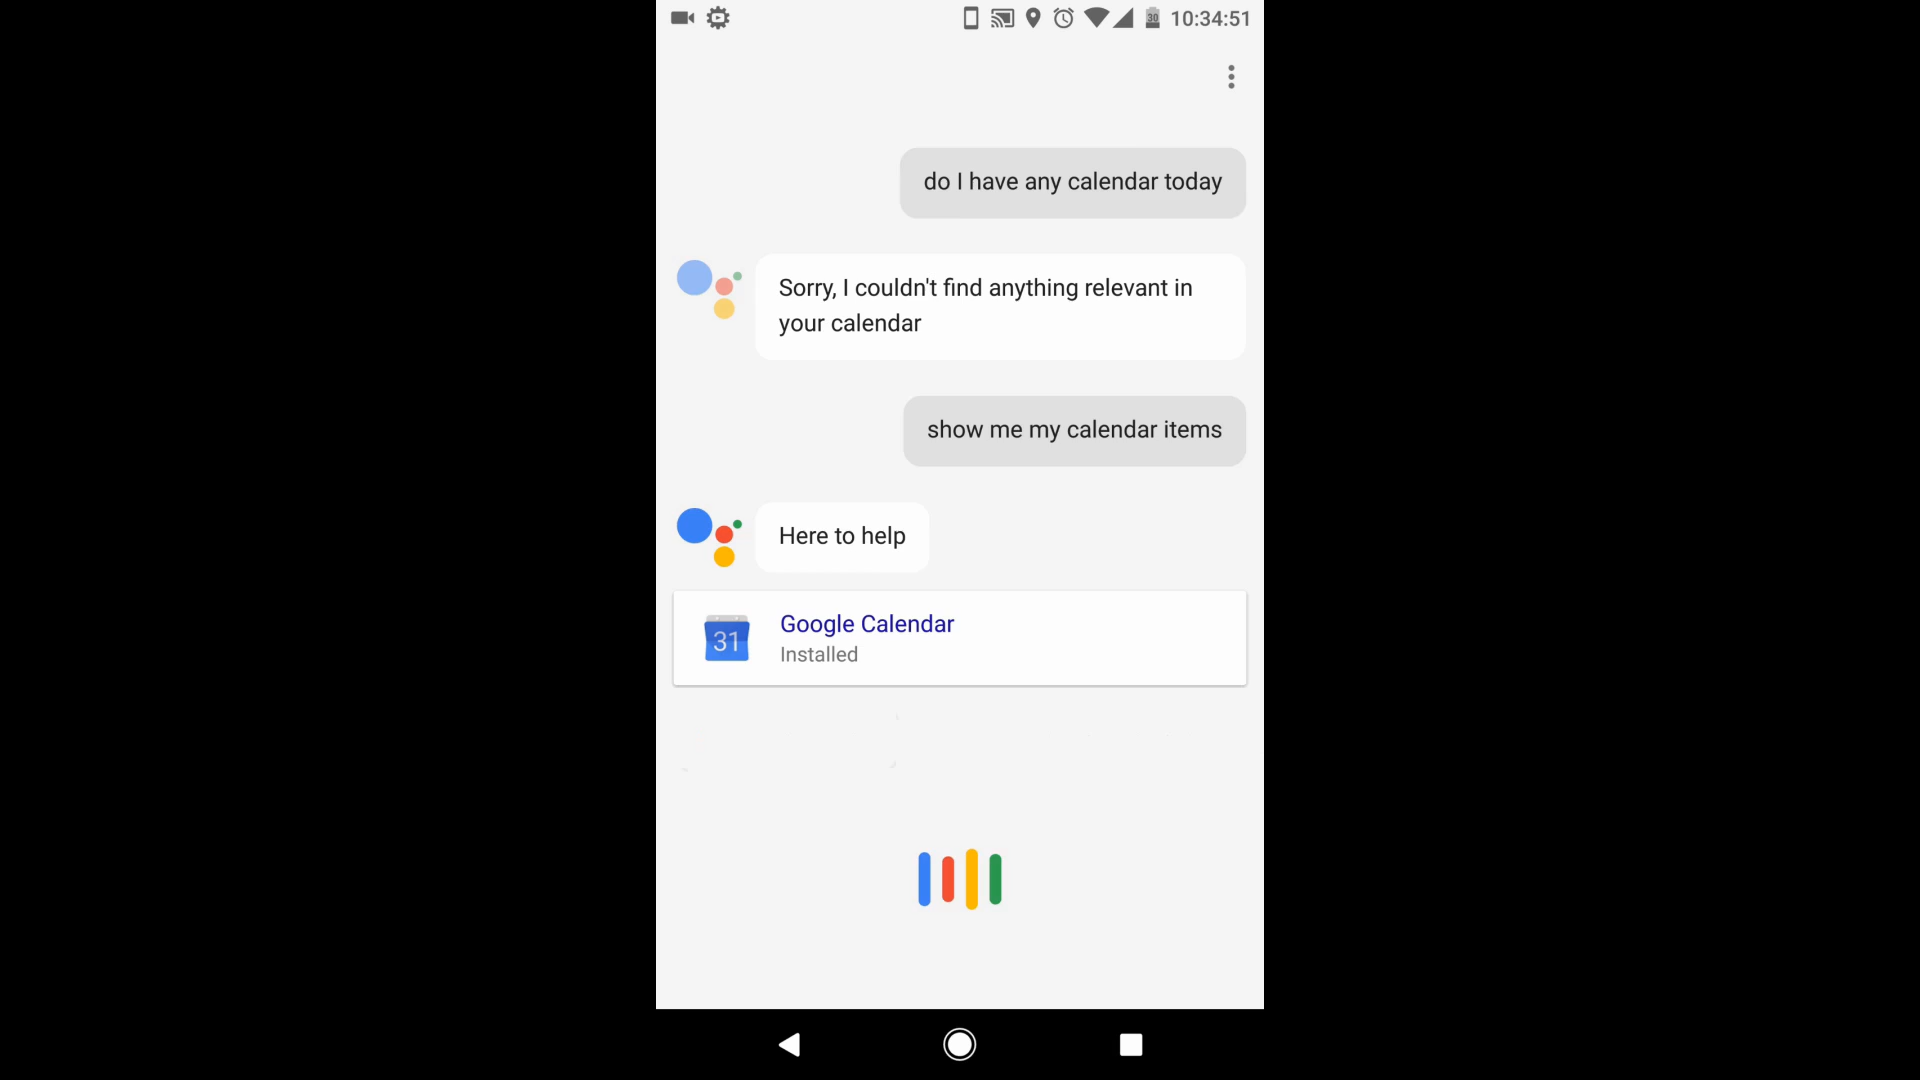 30 10:34:51
do I have any calendar today
Sorry, I couldn't find anything relevant in
your calendar
show me my calendar items
Here to help
31
Google Calendar
Installed